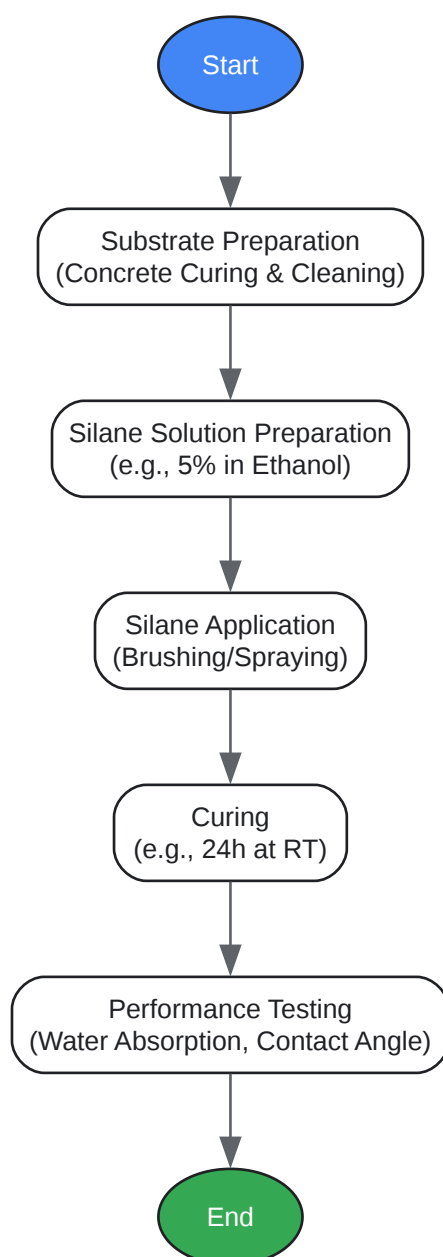 Start
Substrate Preparation
(Concrete Curing & Cleaning)
Silane Solution Preparation
(e.g., 5% in Ethanol)
Silane Application
(Brushing/Spraying)
Curing
(e.g., 24h at RT)
Performance Testing
(Water Absorption, Contact Angle)
End